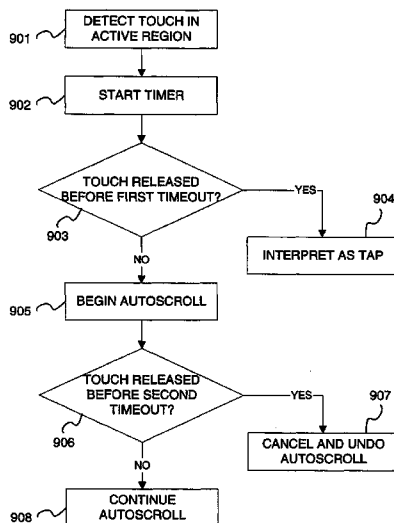 901
DETECT TOUCH IN
ACTIVE REGION
902
START TIMER
903
TOUCH RELEASED
BEFORE FIRST TIMEOUT?
YES
904
INTERPRET AS TAP
NO
905
BEGIN AUTOSCROLL
906
TOUCH RELEASED
BEFORE SECOND
TIMEOUT?
YES
907
CANCEL AND UNDO
AUTOSCROLL
NO
908
CONTINUE
AUTOSCROLL